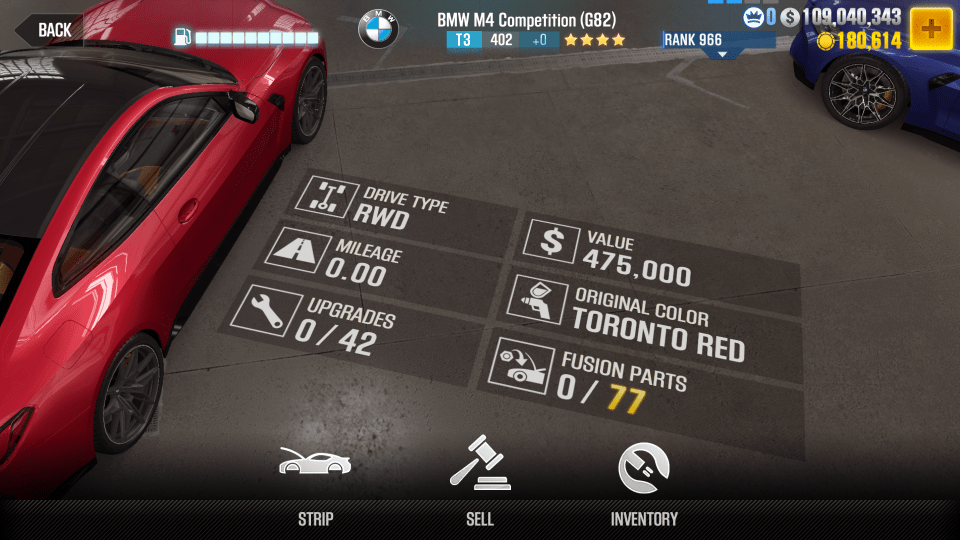 BACK
BMW
BMW M4 Competition (G82)
T3 402 +0
RANK 966
0 $ 109,040,343
180,614
DRIVE TYPE
RWD
MILEAGE
0.00
UPGRADES
0 / 42
$ VALUE
475,000
ORIGINAL COLOR
TORONTO RED
FUSION PARTS
0 / 77
STRIP
SELL
INVENTORY